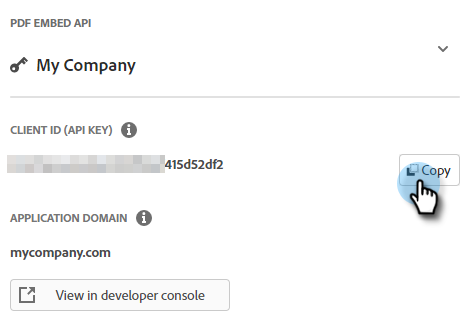 PDF EMBED API
My Company
CLIENT ID (API KEY)
415d52df2
Copy
APPLICATION DOMAIN
mycompany.com
View in developer console